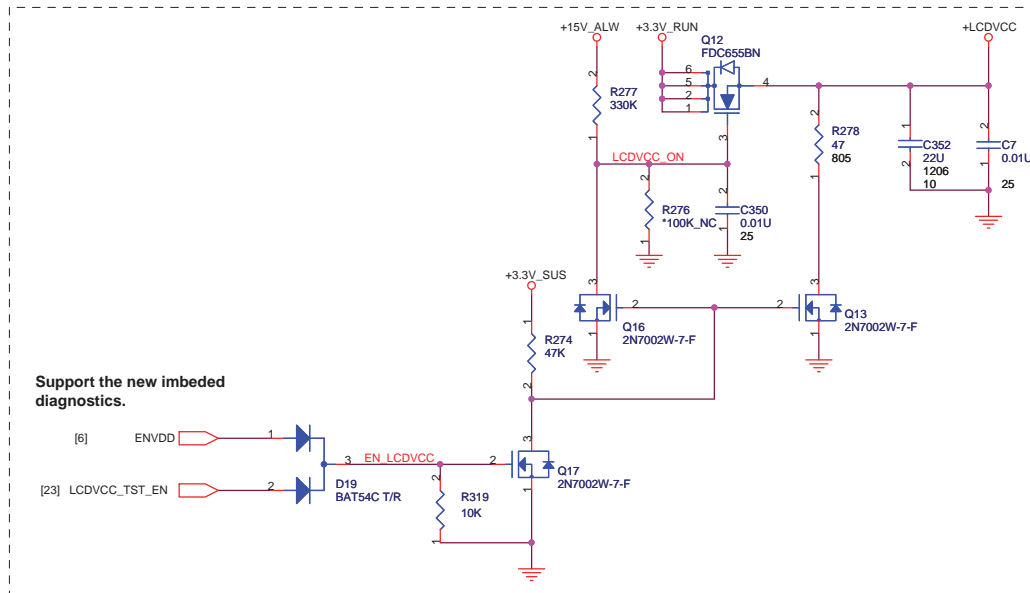 +15V_ALW +3.3V_RUN +LCDVCC
Q12
FDC655BN
6
5
2
1
4
3
2
R277
330K
1
LCDVCC_ON
2
R276
*100K_NC
1
2
C350
0.01U
25
1
2
R278
47
805
1
1
C352
22U
1206
10
2
2
C7
0.01U
25
1
+3.3V_SUS
1
R274
47K
2
3
2
Q16
2N7002W-7-F
1
3
2
Q13
2N7002W-7-F
1
Support the new imbeded
diagnostics.
[6] ENVDD 1
[23] LCDVCC_TST_EN 2
3
D19
BAT54C T/R
EN_LCDVCC
2
R319
10K
1
3
2
Q17
2N7002W-7-F
1